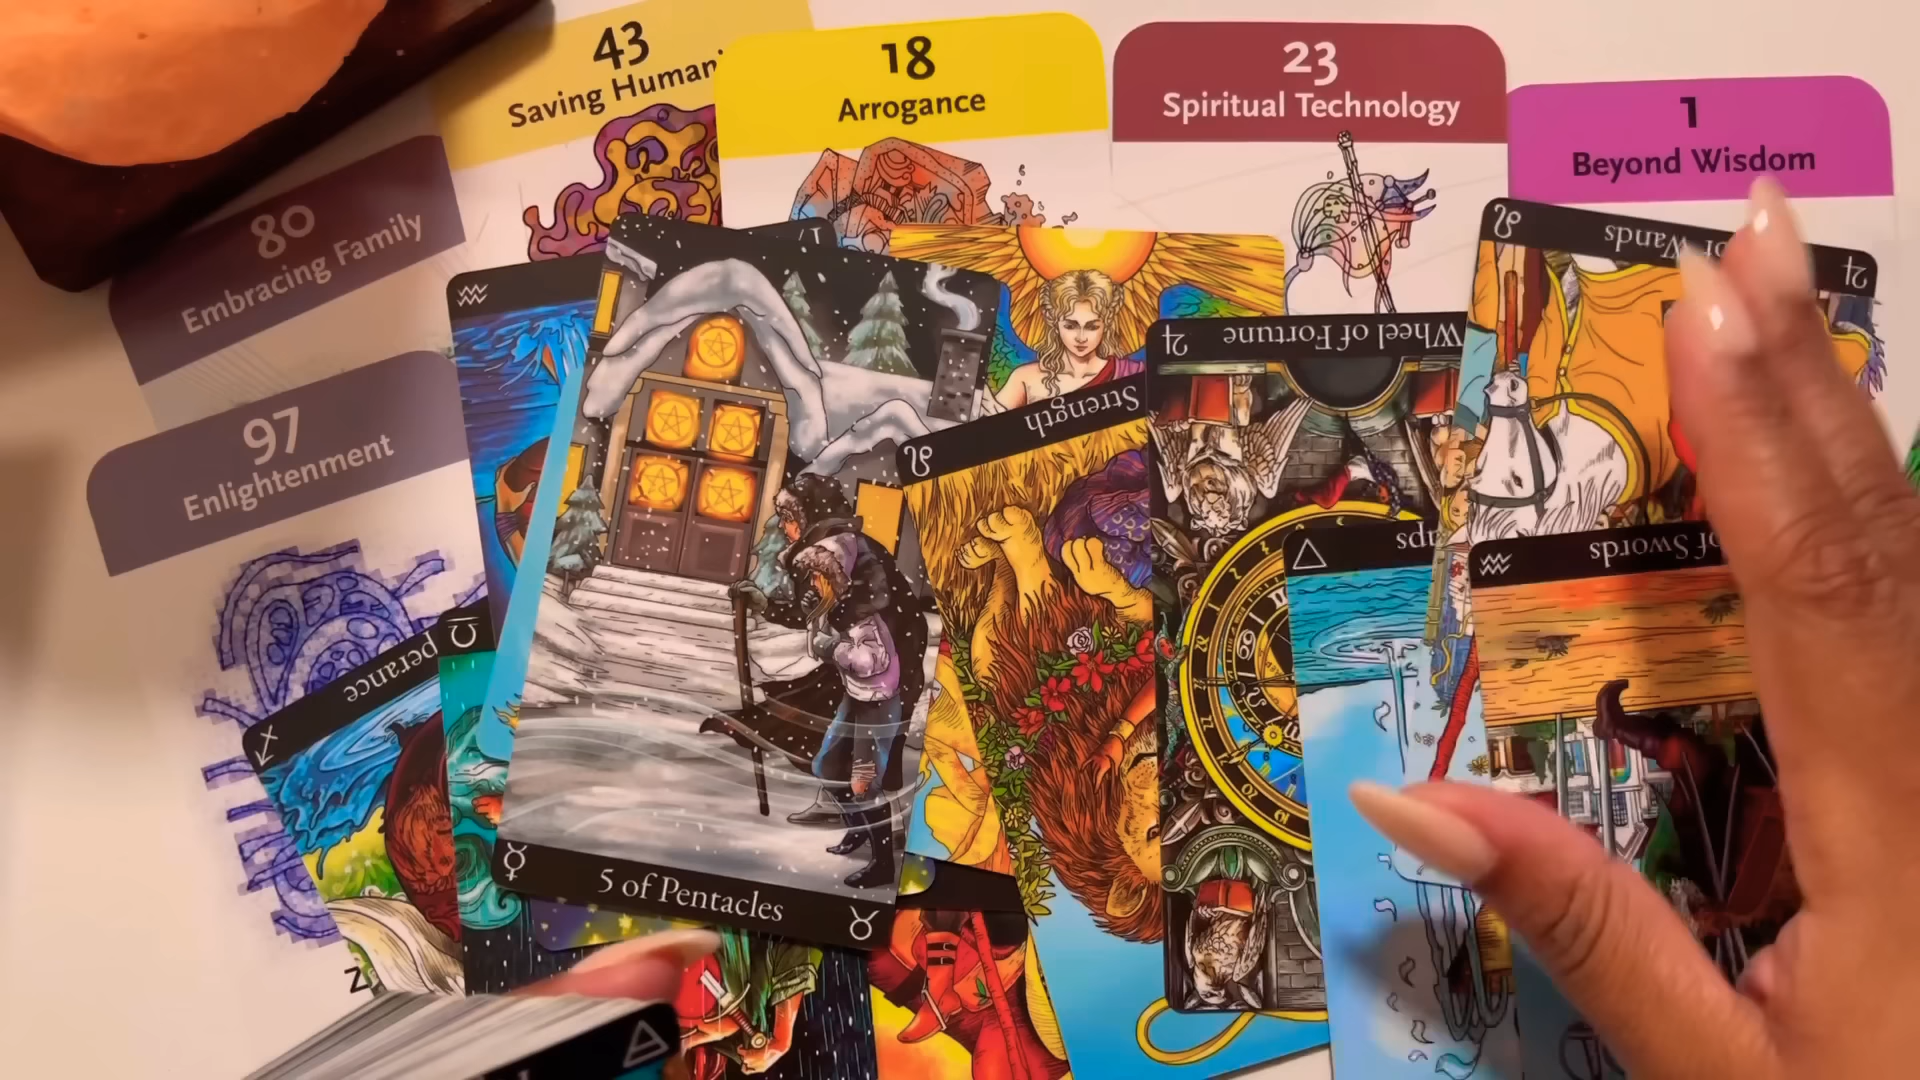 43
Saving Human
18
Arrogance
23
Spiritual Technology
1
Beyond Wisdom
80
Embracing Family
97
Enlightenment
of Wands
Wheel of Fortune
Strength
of Swords
perance
5 of Pentacles